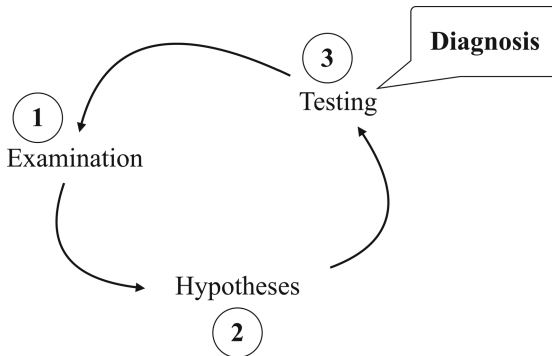 Diagnosis
3
Testing
1
Examination
Hypotheses
2